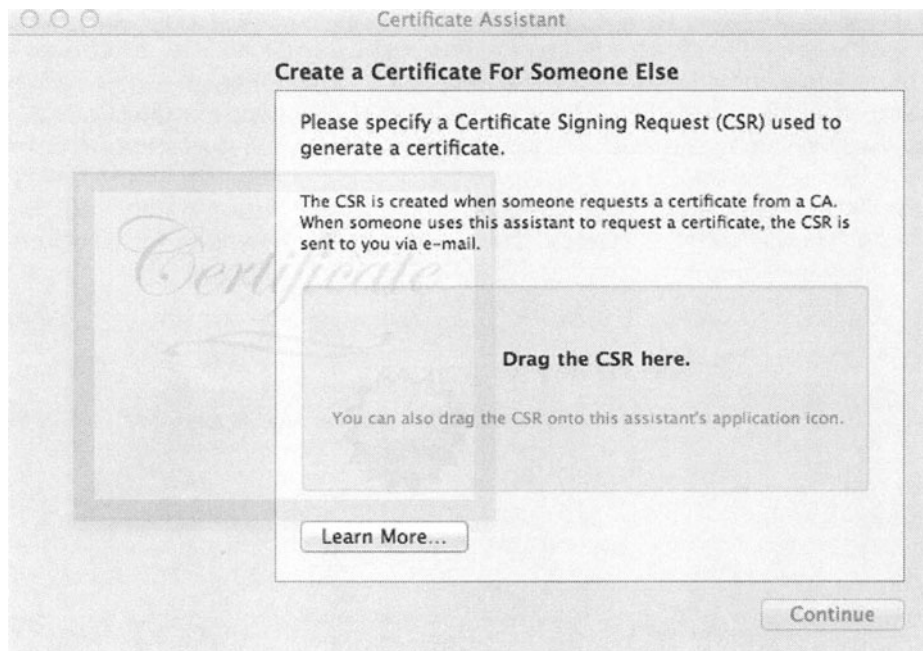 Certificate Assistant
Create a Certificate For Someone Else
Please specify a Certificate Signing Request (CSR) used to
generate a certificate.
The CSR is created when someone requests a certificate from a CA.
When someone uses this assistant to request a certificate, the CSR is
sent to you via e-mail.
Certificate
Drag the CSR here.
You can also drag the CSR onto this assistant's application icon.
Learn More...
Continue